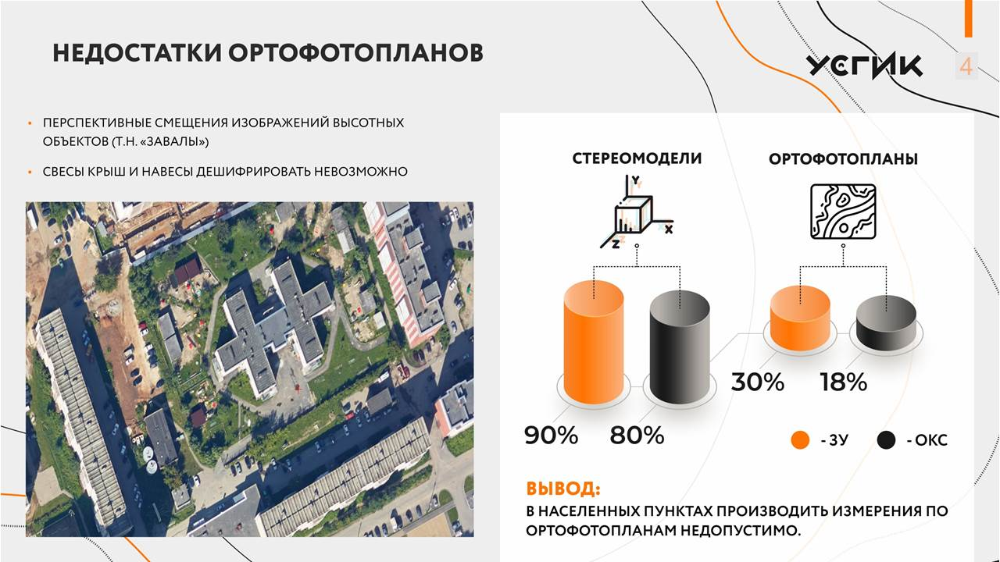 НЕДОСТАТКИ ОРТОФОТОПЛАНОВ
УСГИК
4
• ПЕРСПЕКТИВНЫЕ СМЕЩЕНИЯ ИЗОБРАЖЕНИЙ ВЫСОТНЫХ
ОБЪЕКТОВ (Т.Н. «ЗАВАЛЫ»)
• СВЕСЫ КРЫШ И НАВЕСЫ ДЕШИФРИРОВАТЬ НЕВОЗМОЖНО
СТЕРЕОМОДЕЛИ
ОРТОФОТОПЛАНЫ
Y
X
Z
30%
18%
90%
80%
- ЗУ
- ОКС
ВЫВОД:
В НАСЕЛЕННЫХ ПУНКТАХ ПРОИЗВОДИТЬ ИЗМЕРЕНИЯ ПО
ОРТОФОТОПЛАНАМ НЕДОПУСТИМО.